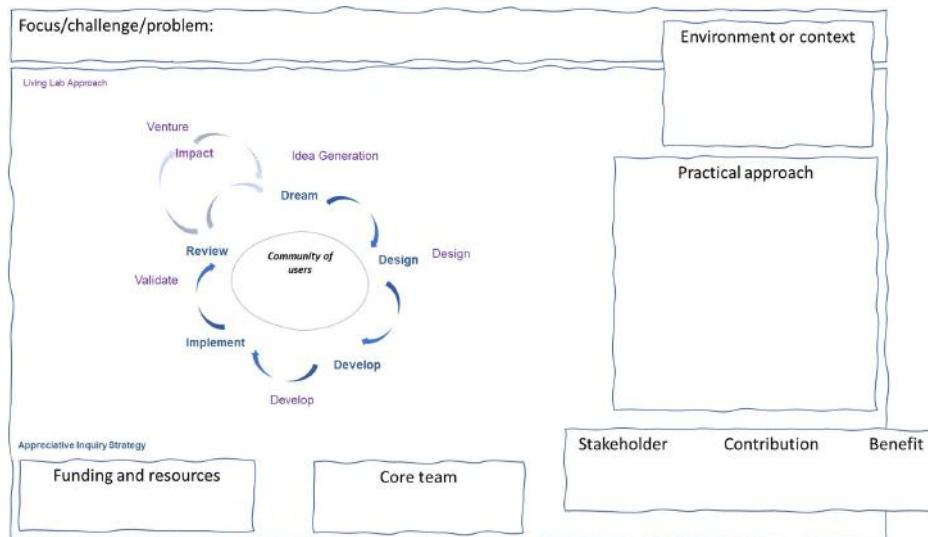 Focus/challenge/problem:
Environment or context
Living Lab Approach
Venture
Impact
Idea Generation
Practical approach
Dream
Review
Community of
users
Design
Design
Validate
Implement
Develop
Develop
Appreciative Inquiry Strategy
Stakeholder Contribution Benefit
Funding and resources
Core team